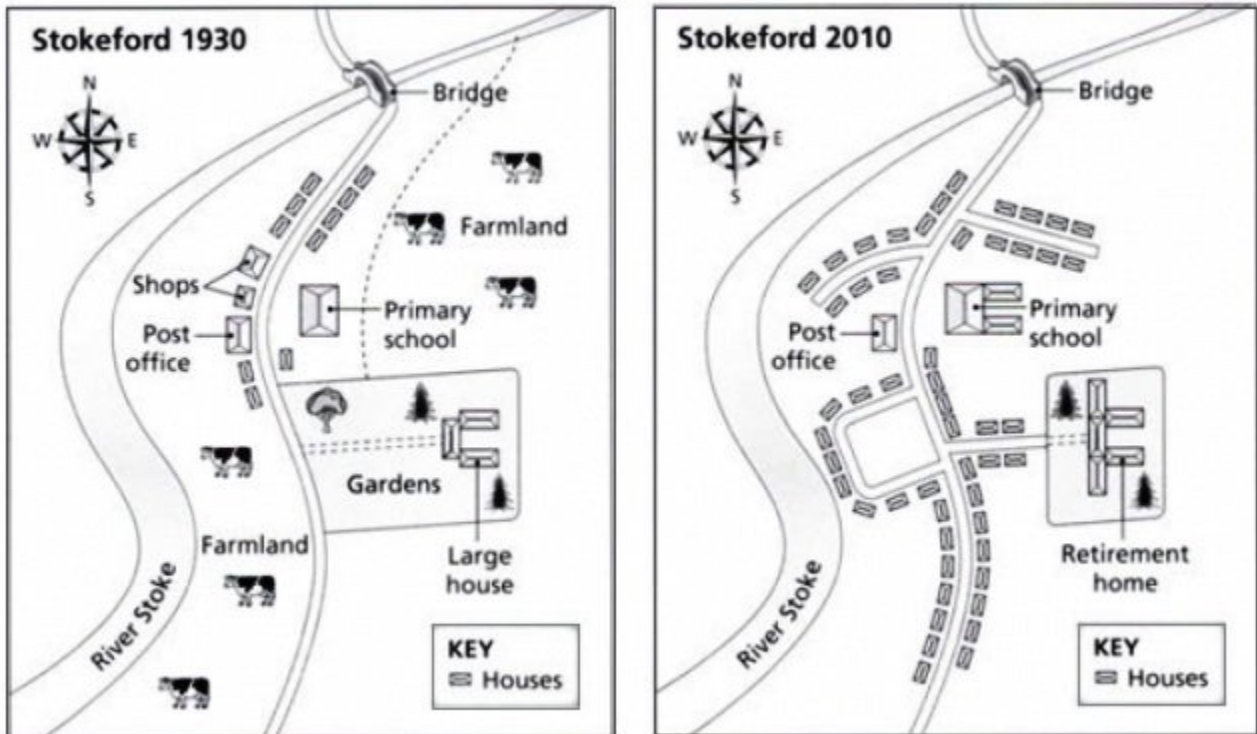 Stokeford 1930
N
W
E
S
Bridge
Farmland
Shops
Primary
school
Post
office
Gardens
Farmland
Large
house
River Stoke
KEY
Houses
Stokeford 2010
N
W
E
S
Bridge
Post
office
Primary
school
Retirement
home
River Stoke
KEY
Houses